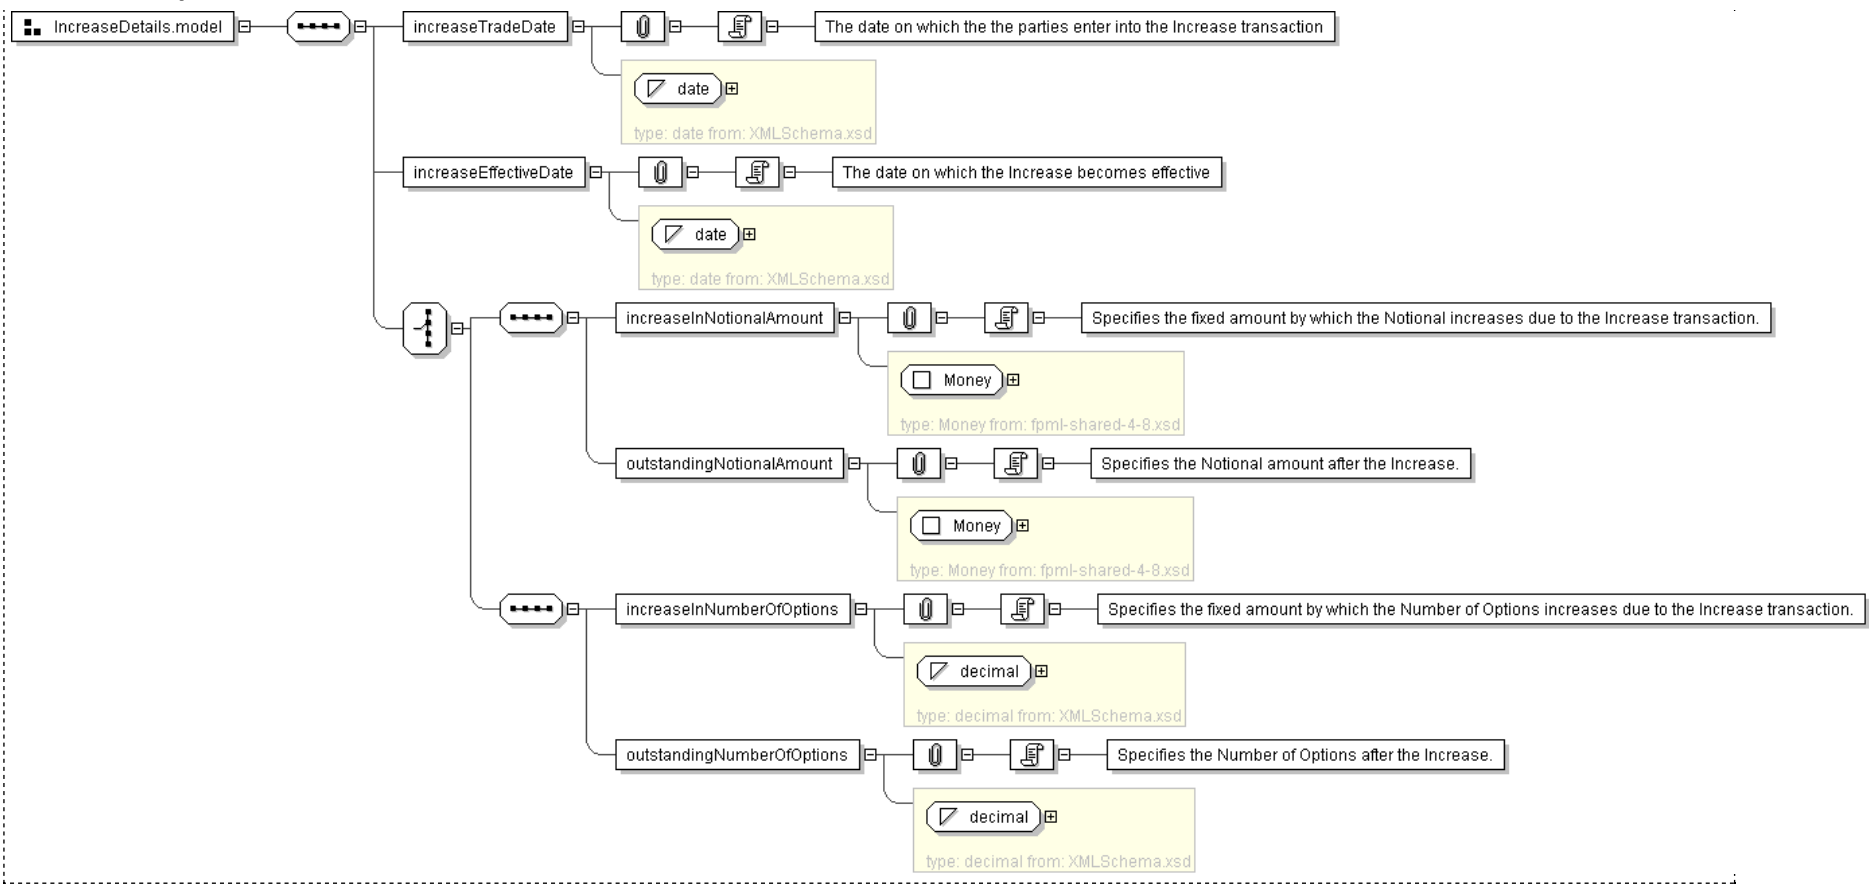 IncreaseDetails.model
increaseTradeDate
The date on which the the parties enter into the Increase transaction
date
type: date from: XMLSchema.xsd
increaseEffectiveDate
The date on which the Increase becomes effective
date
type: date from: XMLSchema.xsd
increaseInNotionalAmount
Specifies the fixed amount by which the Notional increases due to the Increase transaction.
Money
type: Money from: fpml-shared-4-8.xsd
outstandingNotionalAmount
Specifies the Notional amount after the Increase.
Money
type: Money from: fpml-shared-4-8.xsd
increaseInNumberOfOptions
Specifies the fixed amount by which the Number of Options increases due to the Increase transaction.
decimal
type: decimal from: XMLSchema.xsd
outstandingNumberOfOptions
Specifies the Number of Options after the Increase.
decimal
type: decimal from: XMLSchema.xsd